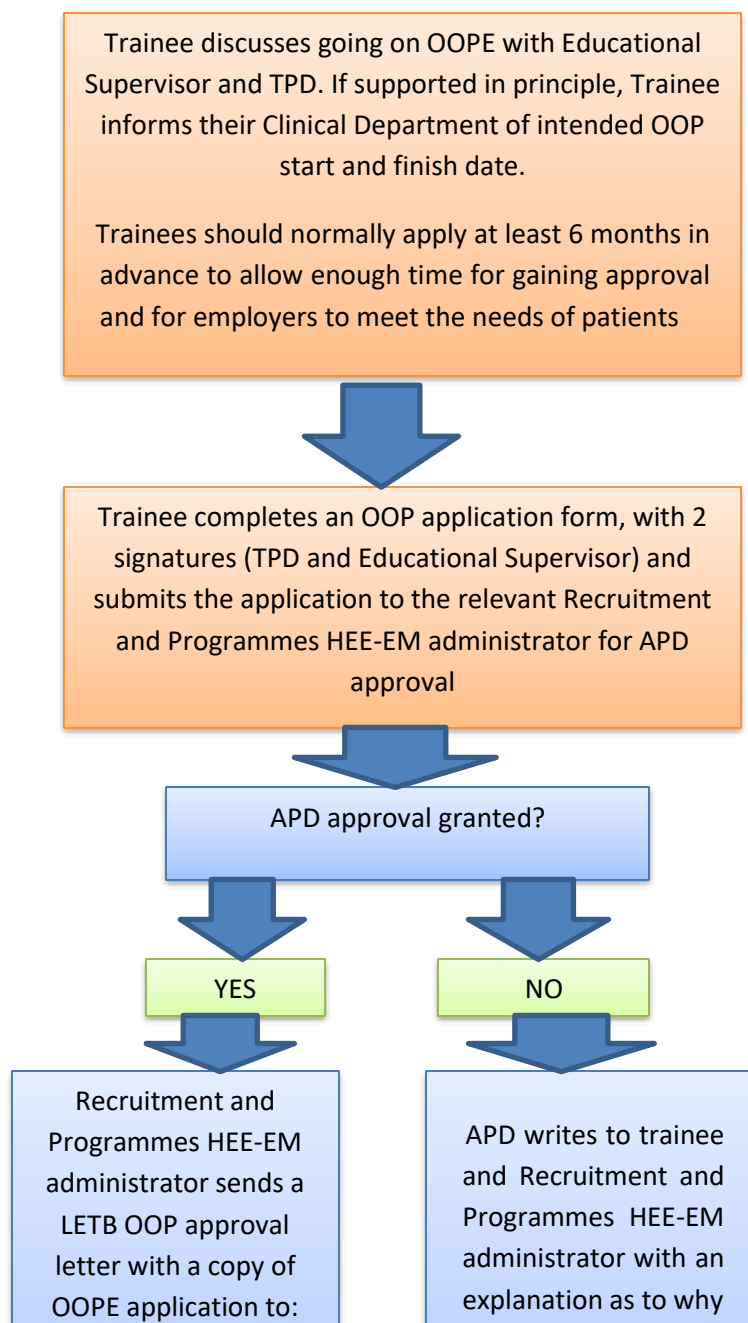 Trainee discusses going on OOPE with Educational
Supervisor and TPD. If supported in principle, Trainee
informs their Clinical Department of intended OOP
start and finish date.
Trainees should normally apply at least 6 months in
advance to allow enough time for gaining approval
and for employers to meet the needs of patients
Trainee completes an OOP application form, with 2
signatures (TPD and Educational Supervisor) and
submits the application to the relevant Recruitment
and Programmes HEE-EM administrator for APD
approval
APD approval granted?
YES
NO
Recruitment and
Programmes HEE-EM
administrator sends a
LETB OOP approval
letter with a copy of
OOPE application to:
APD writes to trainee
and Recruitment and
Programmes HEE-EM
administrator with an
explanation as to why